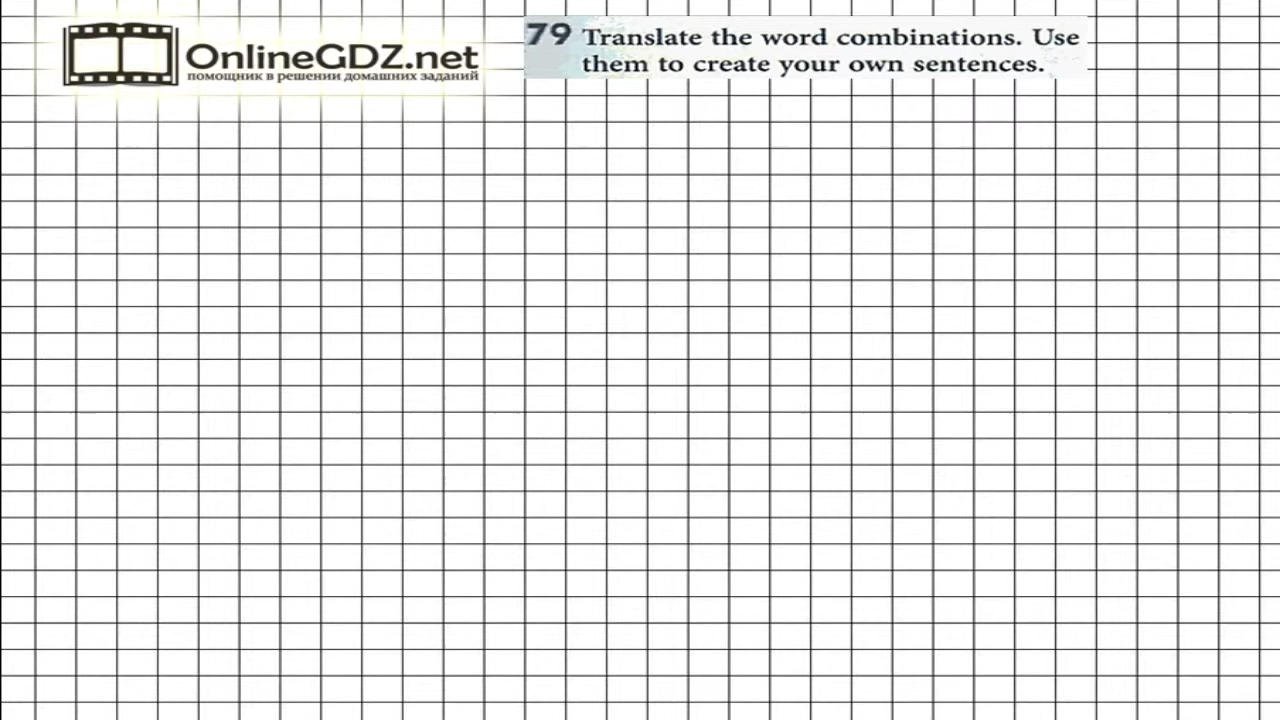 OnlineGDZ.net
помощник в решении домашних заданий
79 Translate the word combinations. Use
them to create your own sentences.